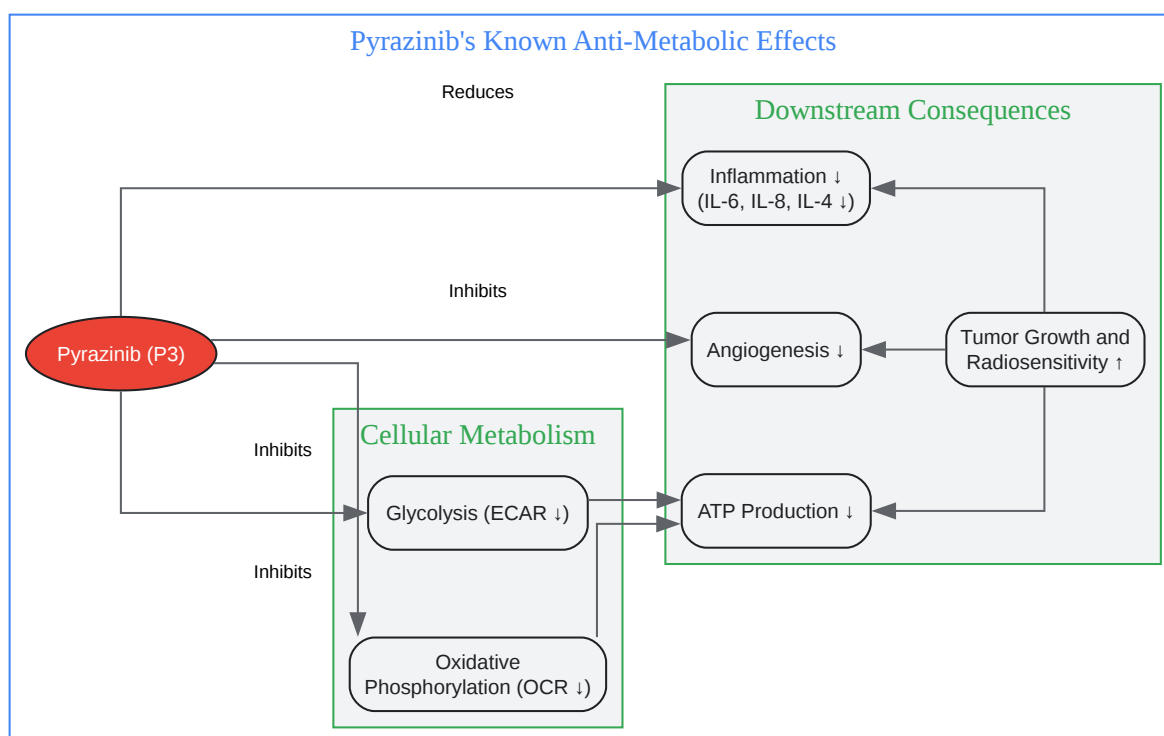 Pyrazinib's Known Anti-Metabolic Effects
Reduces
Downstream Consequences
Inflammation ↓
(IL-6, IL-8, IL-4 ↓)
Inhibits
Pyrazinib (P3)
Angiogenesis ↓
Tumor Growth and
Radiosensitivity ↑
Cellular Metabolism
Inhibits
Glycolysis (ECAR ↓)
ATP Production ↓
Inhibits
Oxidative
Phosphorylation (OCR ↓)